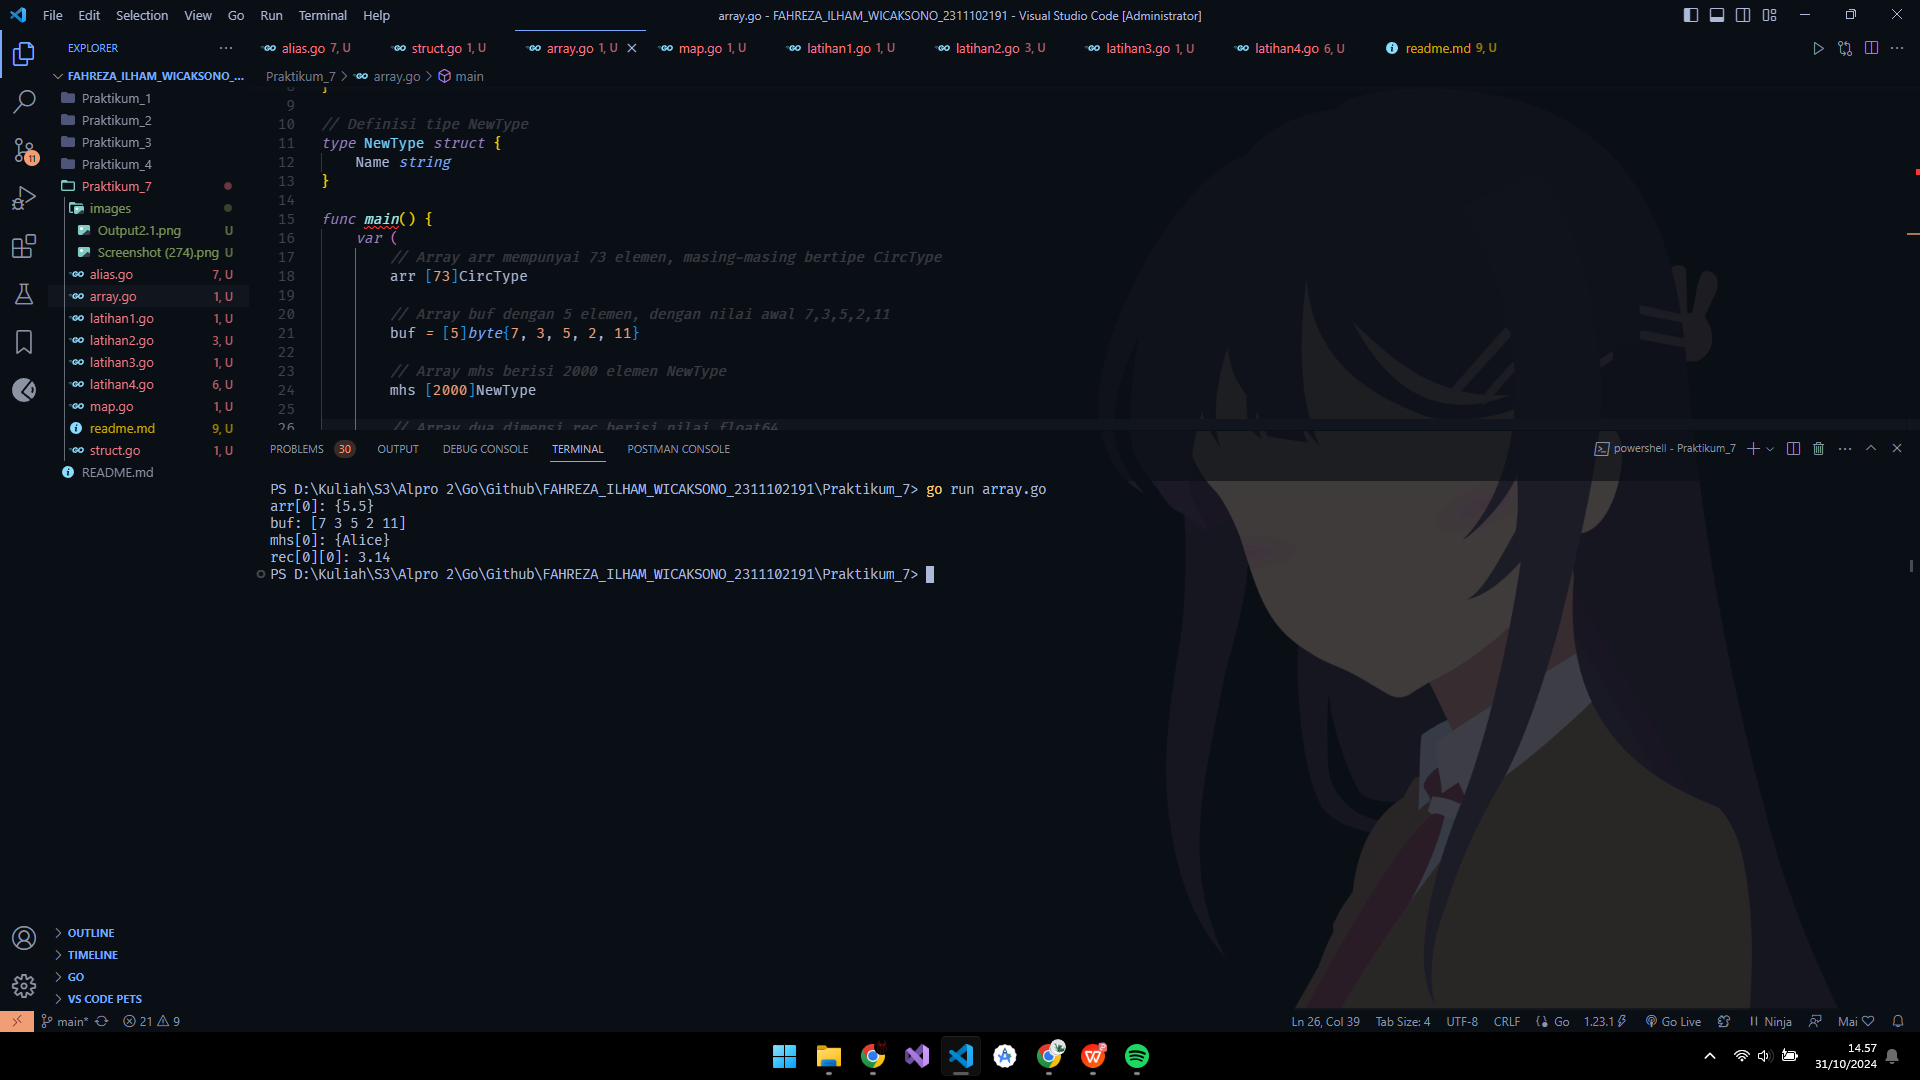 File Edit Selection View Go Run Terminal Help
array.go - FAHREZA_ILHAM_WICAKSONO_2311102191 - Visual Studio Code [Administrator]
EXPLORER
alias.go 7, U
struct.go 1, U
array.go 1, U
map.go 1, U
latihan1.go 1, U
latihan2.go 3, U
latihan3.go 1, U
latihan4.go 6, U
readme.md 9, U
FAHREZA_ILHAM_WICAKSONO_...
Praktikum_1
Praktikum_2
Praktikum_3
Praktikum_4
Praktikum_7
images
Output2.1.png U
Screenshot (274).png U
alias.go 7, U
array.go 1, U
latihan1.go 1, U
latihan2.go 3, U
latihan3.go 1, U
latihan4.go 6, U
map.go 1, U
readme.md 9, U
struct.go 1, U
README.md
11
OUTLINE
TIMELINE
GO
VS CODE PETS
Praktikum_7 > array.go > main
8 }
9
10 // Definisi tipe NewType
11 type NewType struct {
12 Name string
13 }
14
15 func main() {
16 var (
17 // Array arr mempunyai 73 elemen, masing-masing bertipe CircType
18 arr [73]CircType
19
20 // Array buf dengan 5 elemen, dengan nilai awal 7,3,5,2,11
21 buf = [5]byte{7, 3, 5, 2, 11}
22
23 // Array mhs berisi 2000 elemen NewType
24 mhs [2000]NewType
25
26 // Array dua dimensi rec berisi nilai float64
PROBLEMS 30 OUTPUT DEBUG CONSOLE TERMINAL POSTMAN CONSOLE
powershell - Praktikum_7
PS D:\Kuliah\S3\Alpro 2\Go\Github\FAHREZA_ILHAM_WICAKSONO_2311102191\Praktikum_7> go run array.go
arr[0]: {5.5}
buf: [7 3 5 2 11]
mhs[0]: {Alice}
rec[0][0]: 3.14
PS D:\Kuliah\S3\Alpro 2\Go\Github\FAHREZA_ILHAM_WICAKSONO_2311102191\Praktikum_7>
main* 21 9
Ln 26, Col 39 Tab Size: 4 UTF-8 CRLF Go 1.23.1 Go Live Ninja Mai
14.57
31/10/2024